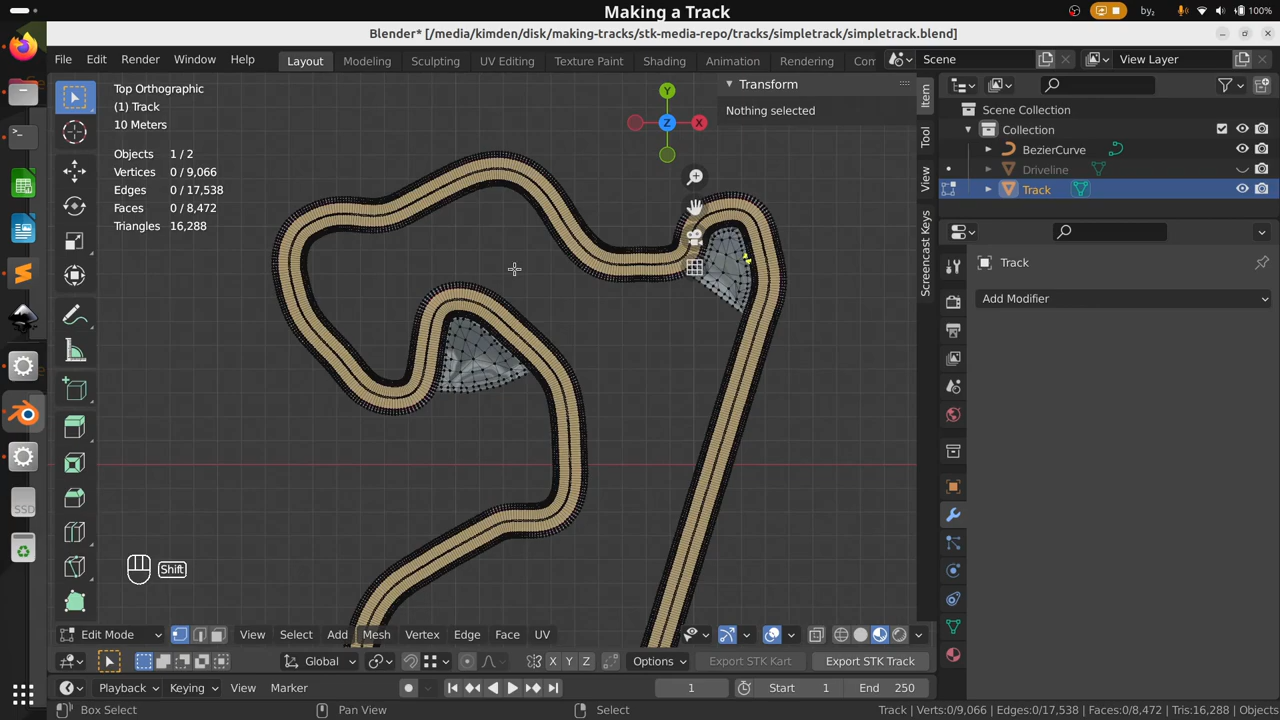 Making a Track
by₂
100%
Blender* [/media/kimden/disk/making-tracks/stk-media-repo/tracks/simpletrack/simpletrack.blend]
File Edit Render Window Help
Layout Modeling Sculpting UV Editing Texture Paint Shading Animation Rendering Com
Scene
View Layer
Top Orthographic
(1) Track
10 Meters
Objects 1 / 2
Vertices 0 / 9,066
Edges 0 / 17,538
Faces 0 / 8,472
Triangles 16,288
Y
X
Z
Transform
Nothing selected
Item
Tool
View
Screencast Keys
Scene Collection
Collection
BezierCurve
Driveline
Track
Track
Add Modifier
Shift
SSD
Edit Mode View Select Add Mesh Vertex Edge Face UV
Global X Y Z Options Export STK Kart Export STK Track
Playback Keying View Marker 1 Start 1 End 250
Box Select Pan View Select Track | Verts:0/9,066 | Edges:0/17,538 | Faces:0/8,472 | Tris:16,288 | Objects